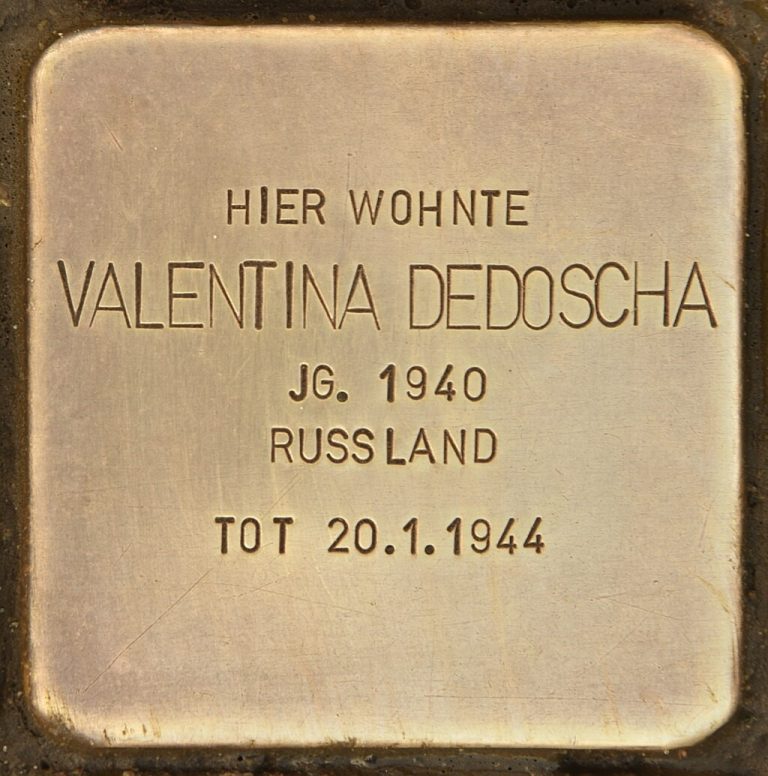 HIER WOHNTE
VALENTINA DEDOSCHA
JG. 1940
RUSSLAND
TOT 20.1.1944